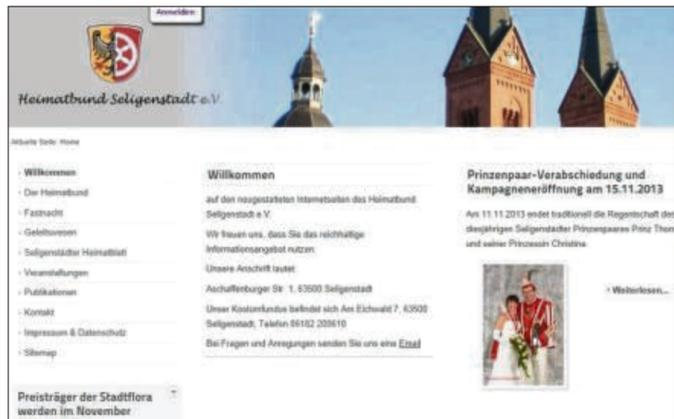 Anmelden
Heimatbund Seligenstadt e.V.
Aktuelle Seite: Home
Willkommen
Der Heimatbund
Fastnacht
Geleitswesen
Seligenstädter Heimatblatt
Veranstaltungen
Publikationen
Kontakt
Impressum & Datenschutz
Sitemap
Preisträger der Stadtflora
werden im November
Willkommen
auf den neugestalteten Internetseiten des Heimatbund
Seligenstadt e.V.
Wir freuen uns, dass Sie das reichhaltige
Informationsangebot nutzen.
Unsere Anschrift lautet:
Aschaffenburger Str. 1, 63500 Seligenstadt
Unser Kostümfundus befindet sich Am Eichwald 7, 63500
Seligenstadt, Telefon 06182 200610
Bei Fragen und Anregungen senden Sie uns eine Email
Prinzenpaar-Verabschiedung und
Kampagneneröffnung am 15.11.2013
Am 11.11.2013 endet traditionell die Regentschaft des
diesjährigen Seligenstädter Prinzenpaares Prinz Thom
und seiner Prinzessin Christina.
Weiterlesen...